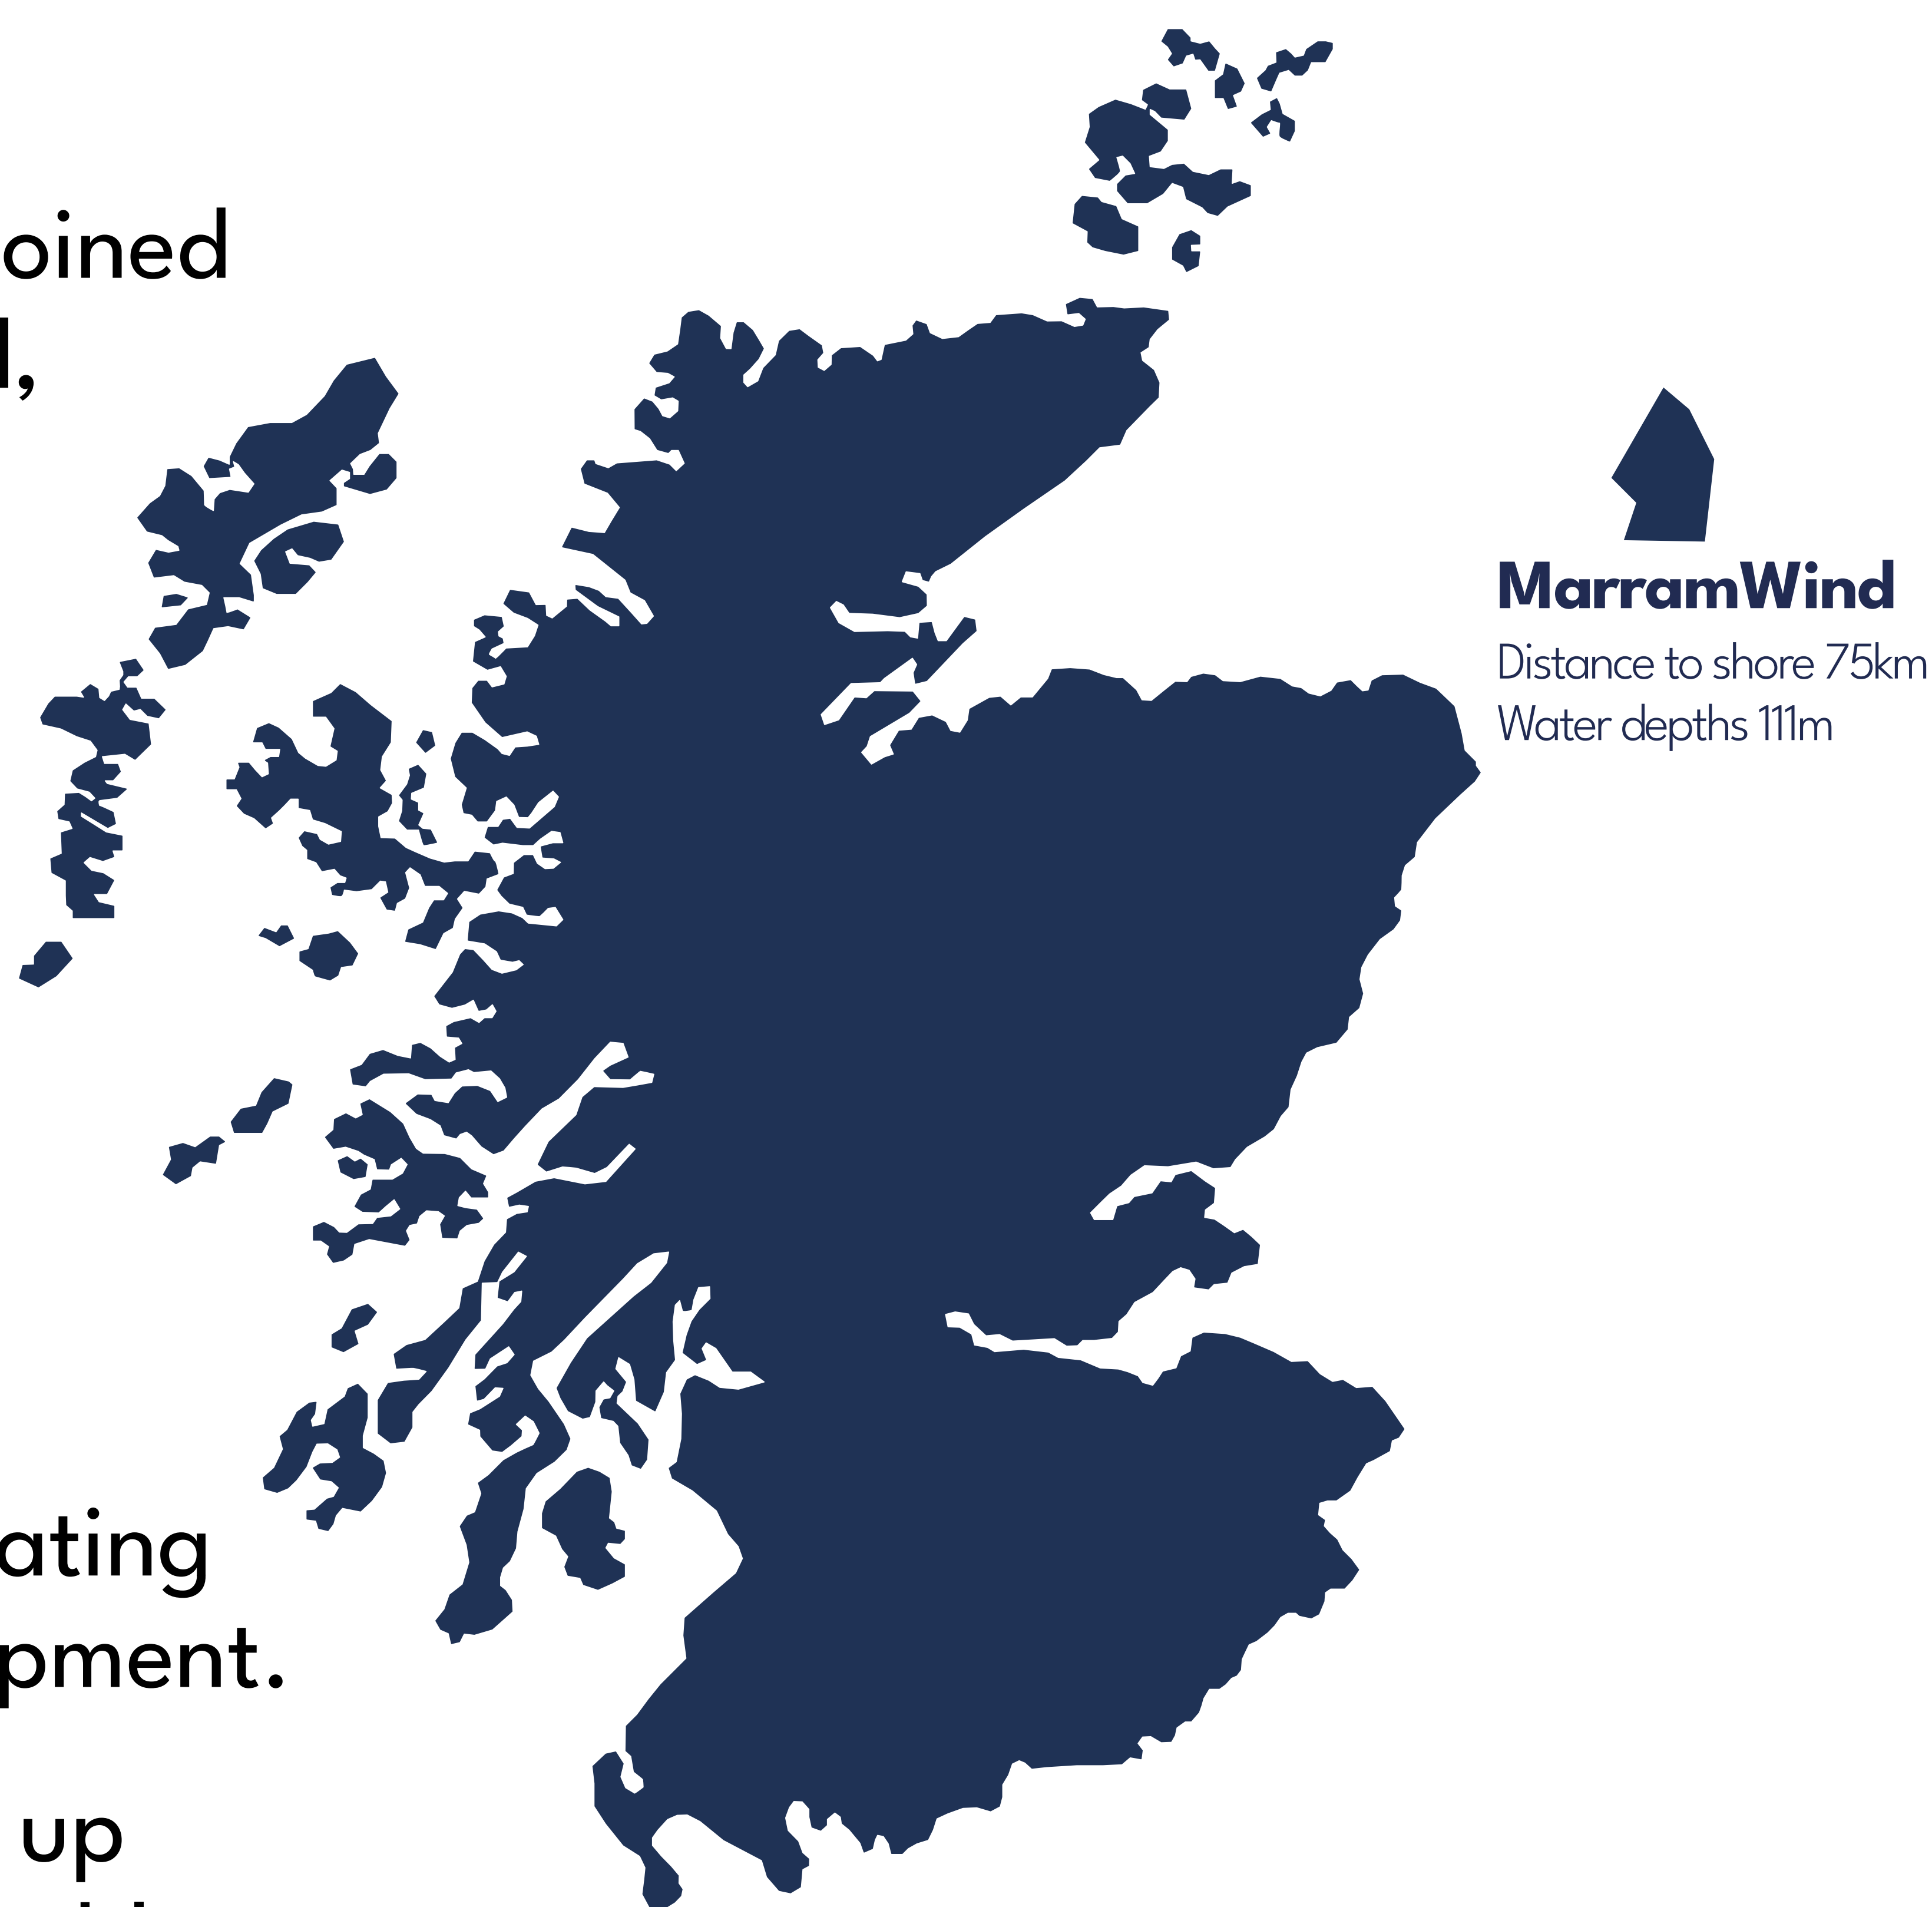 oined
l,
MarramWind
Distance to shore 75km
Water depths 111m
ating
pment.
up